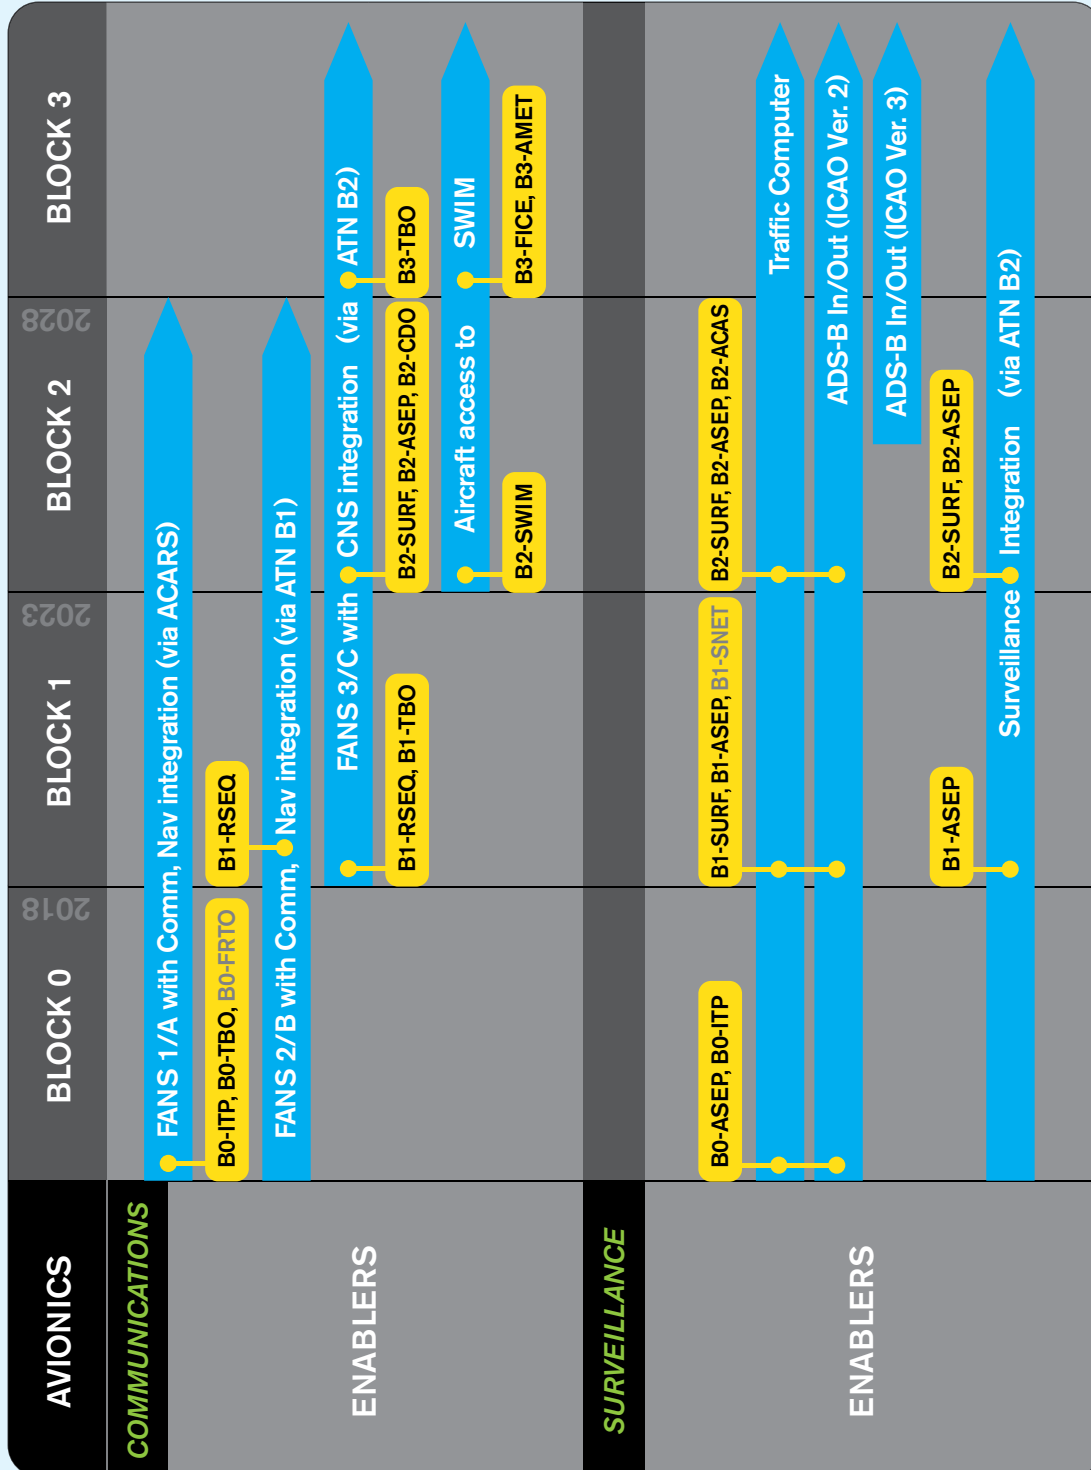 AVIONICS
BLOCK 0
2018
BLOCK 1
2023
BLOCK 2
2028
BLOCK 3
COMMUNICATIONS
ENABLERS
FANS 1/A with Comm, Nav integration (via ACARS)
B0-ITP, B0-TBO, B0-FRTO
B1-RSEQ
FANS 2/B with Comm, Nav integration (via ATN B1)
FANS 3/C with CNS integration (via ATN B2)
B1-RSEQ, B1-TBO
B2-SURF, B2-ASEP, B2-CDO
B3-TBO
Aircraft access to SWIM
B2-SWIM
B3-FICE, B3-AMET
SURVEILLANCE
ENABLERS
B0-ASEP, B0-ITP
B1-SURF, B1-ASEP, B1-SNET
B2-SURF, B2-ASEP, B2-ACAS
Traffic Computer
ADS-B In/Out (ICAO Ver. 2)
ADS-B In/Out (ICAO Ver. 3)
B1-ASEP
B2-SURF, B2-ASEP
Surveillance Integration (via ATN B2)